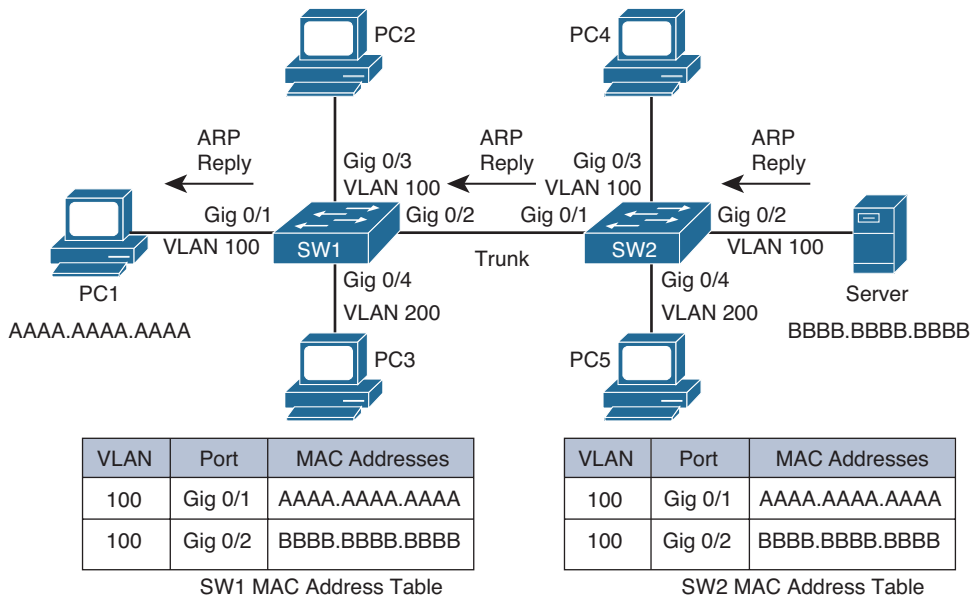 PC2
PC4
ARP
Reply
ARP
Reply
ARP
Reply
Gig 0/3
VLAN 100
Gig 0/3
VLAN 100
Gig 0/1
VLAN 100
SW1
Gig 0/2
Trunk
Gig 0/1
SW2
Gig 0/2
VLAN 100
PC1
AAAA.AAAA.AAAA
Gig 0/4
VLAN 200
PC3
Gig 0/4
VLAN 200
PC5
Server
BBBB.BBBB.BBBB
VLAN Port MAC Addresses
100 Gig 0/1 AAAA.AAAA.AAAA
100 Gig 0/2 BBBB.BBBB.BBBB
SW1 MAC Address Table
VLAN Port MAC Addresses
100 Gig 0/1 AAAA.AAAA.AAAA
100 Gig 0/2 BBBB.BBBB.BBBB
SW2 MAC Address Table